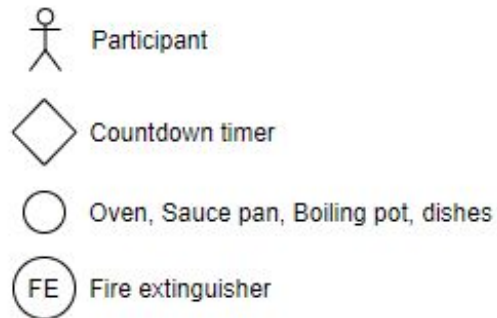 Participant
Countdown timer
Oven, Sauce pan, Boiling pot, dishes
FE Fire extinguisher